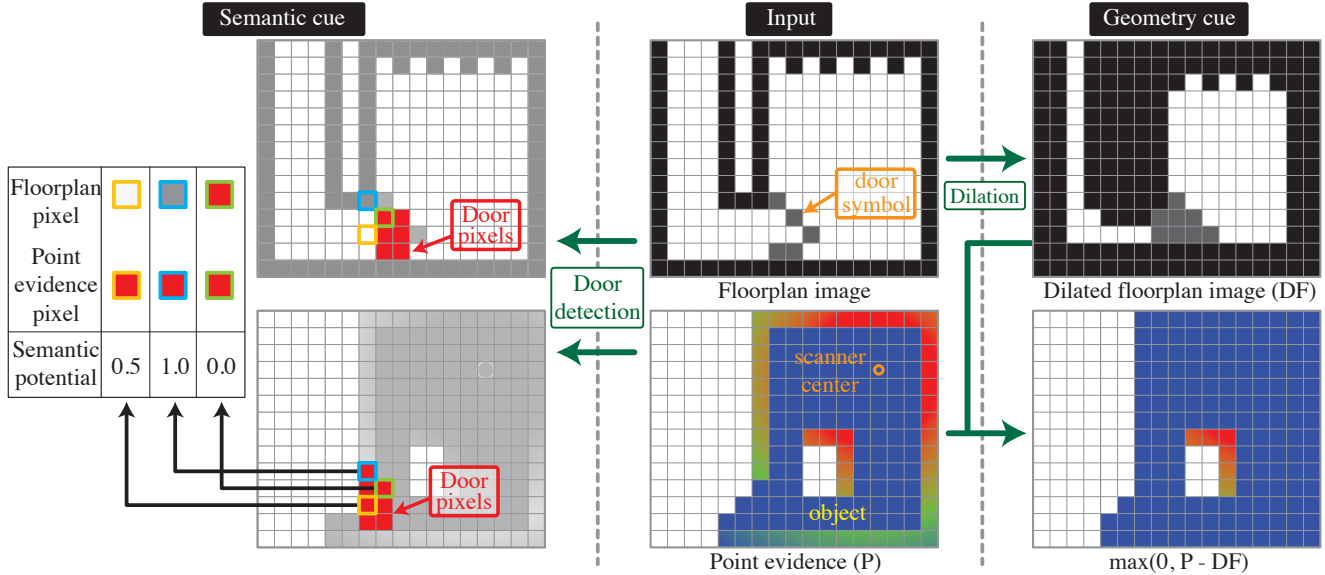 Semantic cue
Input
Geometry cue
Floorplan
pixel
Point
evidence
pixel
Semantic
potential
0.5
1.0
0.0
Door
pixels
door
symbol
Dilation
Floorplan image
Dilated floorplan image (DF)
Door
detection
scanner
center
Door
pixels
object
Point evidence (P)
max(0, P - DF)